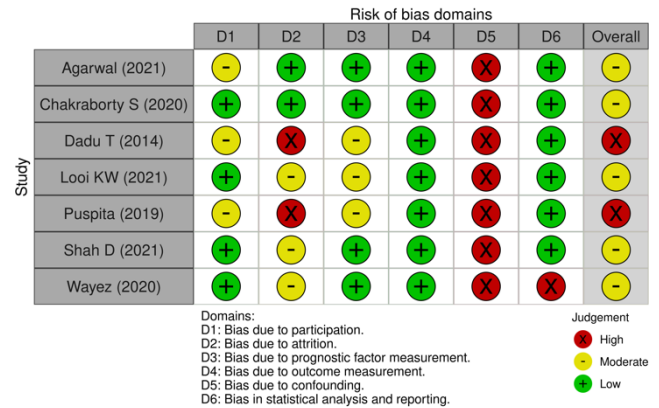 Risk of bias domains
D1 D2 D3 D4 D5 D6 Overall
Study
Agarwal (2021) - + + + X + -
Chakraborty S (2020) + + + + X + -
Dadu T (2014) - X - + X + X
Looi KW (2021) + - - + X + -
Puspita (2019) - X - + X + X
Shah D (2021) + - + + X + -
Wayez (2020) + - + + X X -
Domains:
D1: Bias due to participation.
D2: Bias due to attrition.
D3: Bias due to prognostic factor measurement.
D4: Bias due to outcome measurement.
D5: Bias due to confounding.
D6: Bias in statistical analysis and reporting.
Judgement
X High
- Moderate
+ Low